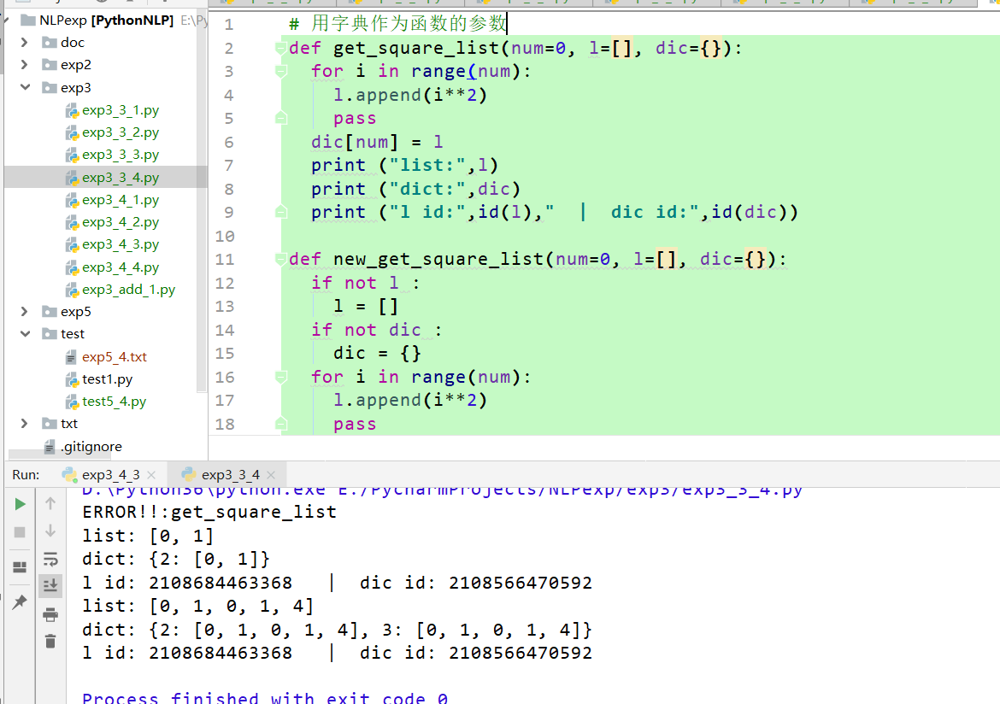 NLPexp [PythonNLP] E:\Py
doc
exp2
exp3
exp3_3_1.py
exp3_3_2.py
exp3_3_3.py
exp3_3_4.py
exp3_4_1.py
exp3_4_2.py
exp3_4_3.py
exp3_4_4.py
exp3_add_1.py
exp5
test
exp5_4.txt
test1.py
test5_4.py
txt
.gitignore
1 # 用字典作为函数的参数
2 def get_square_list(num=0, l=[], dic={}):
3 for i in range(num):
4 l.append(i**2)
5 pass
6 dic[num] = l
7 print ("list:",l)
8 print ("dict:",dic)
9 print ("l id:",id(l),"  |  dic id:",id(dic))
10
11 def new_get_square_list(num=0, l=[], dic={}):
12 if not l :
13 l = []
14 if not dic :
15 dic = {}
16 for i in range(num):
17 l.append(i**2)
18 pass
Run: exp3_4_3 exp3_3_4
D:\Python36\python.exe E:/PycharmProjects/NLPexp/exp3/exp3_3_4.py
ERROR!!:get_square_list
list: [0, 1]
dict: {2: [0, 1]}
l id: 2108684463368   |  dic id: 2108566470592
list: [0, 1, 0, 1, 4]
dict: {2: [0, 1, 0, 1, 4], 3: [0, 1, 0, 1, 4]}
l id: 2108684463368   |  dic id: 2108566470592
Process finished with exit code 0